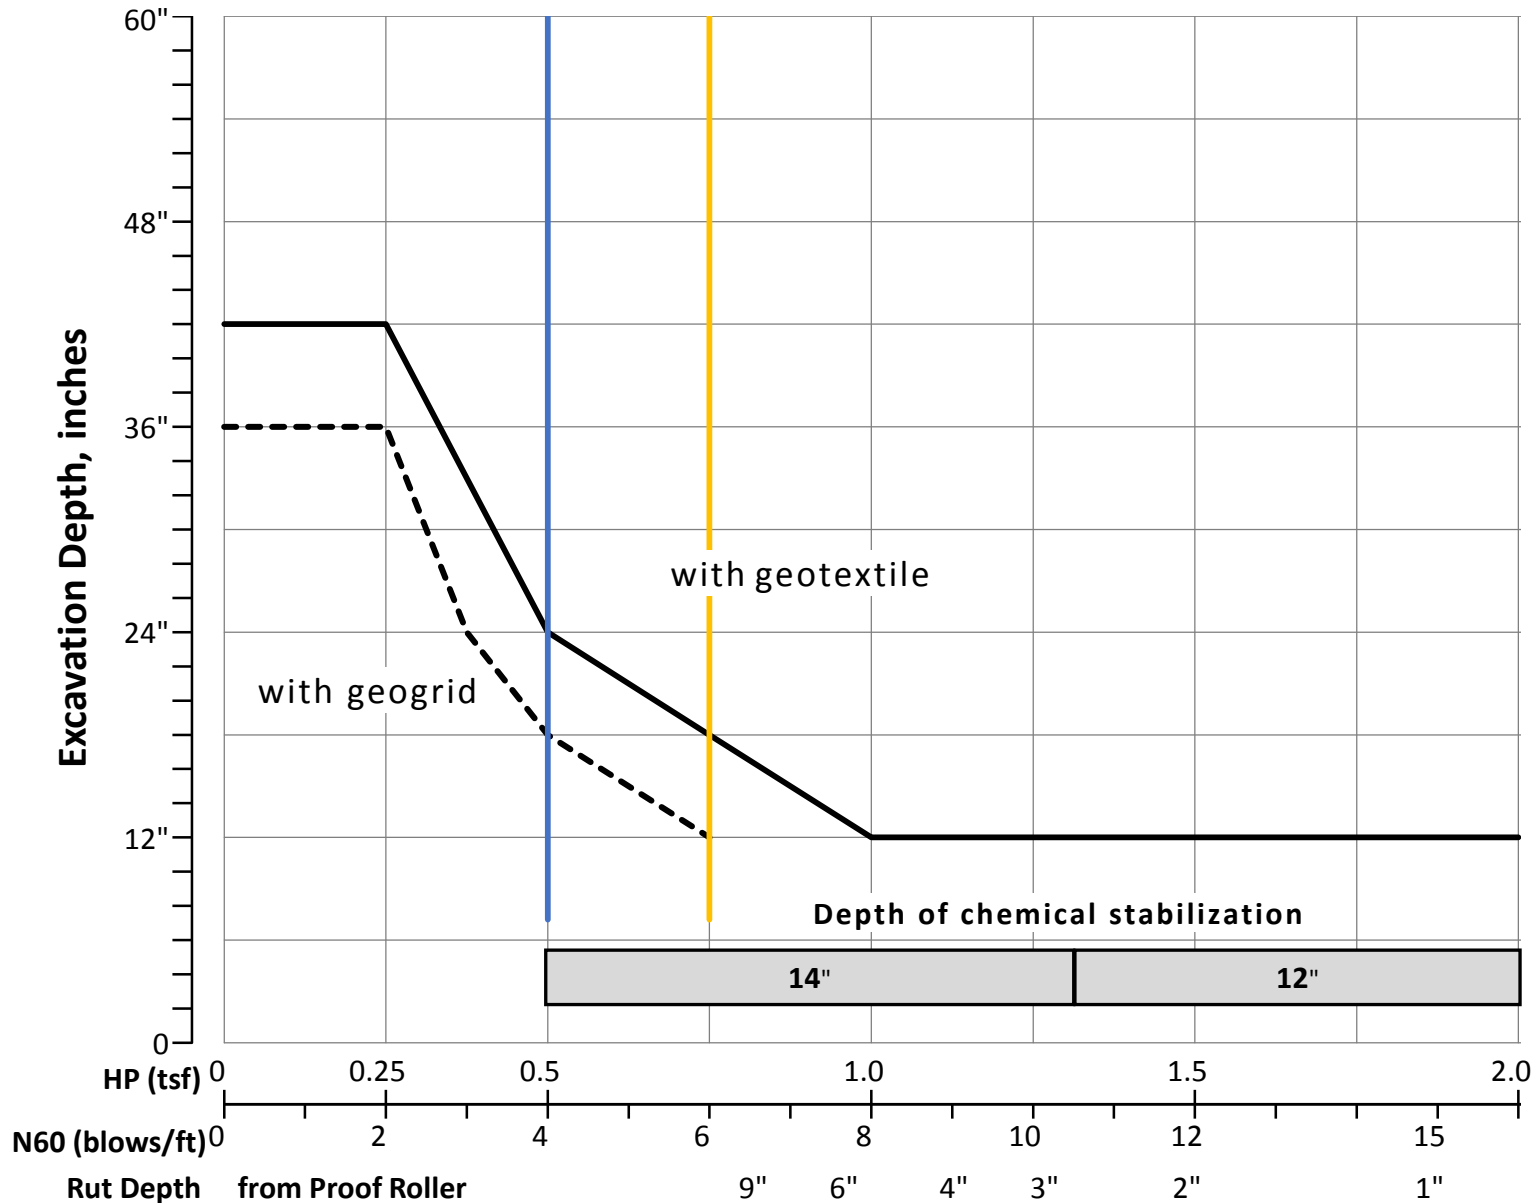 60"
48"
36"
24"
12"
0
Excavation Depth, inches
with geotextile
with geogrid
Depth of chemical stabilization
14" 12"
HP (tsf) 0 0.25 0.5 1.0 1.5 2.0
N60 (blows/ft) 0 2 4 6 8 10 12 15
Rut Depth from Proof Roller 9" 6" 4" 3" 2" 1"